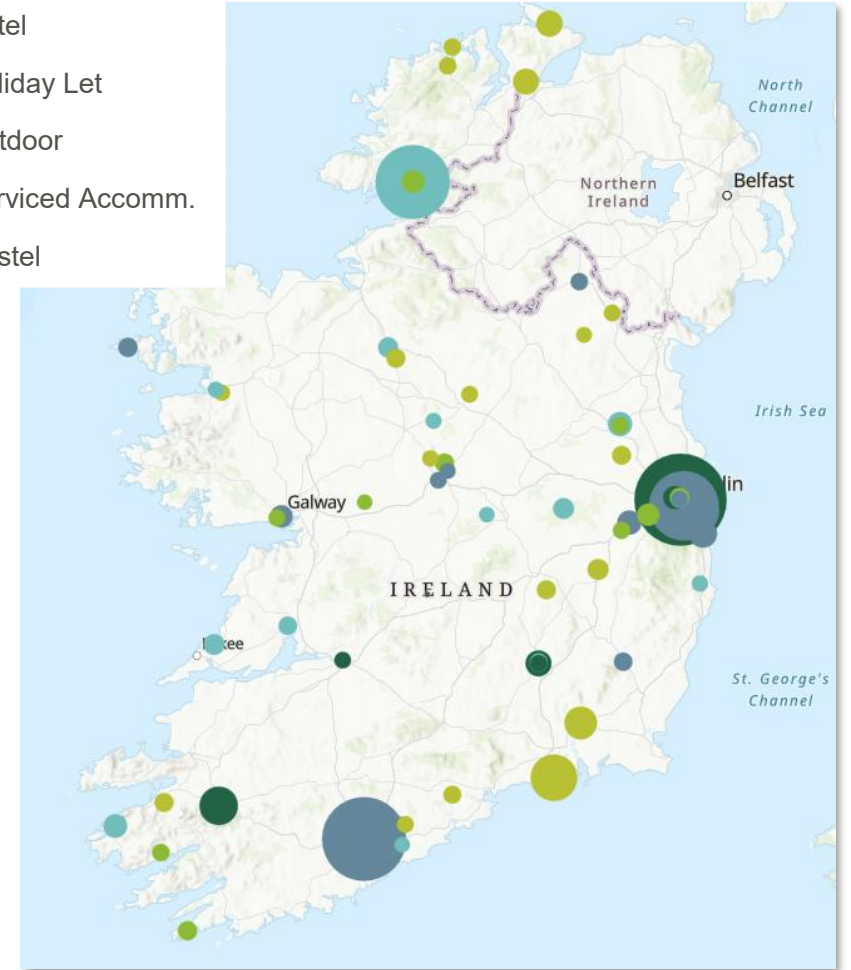 tel
liday Let
tdoor
rviced Accomm.
stel
North
Channel
Northern
Ireland
Belfast
Irish Sea
lin
Galway
IRELAND
kee
St. George's
Channel